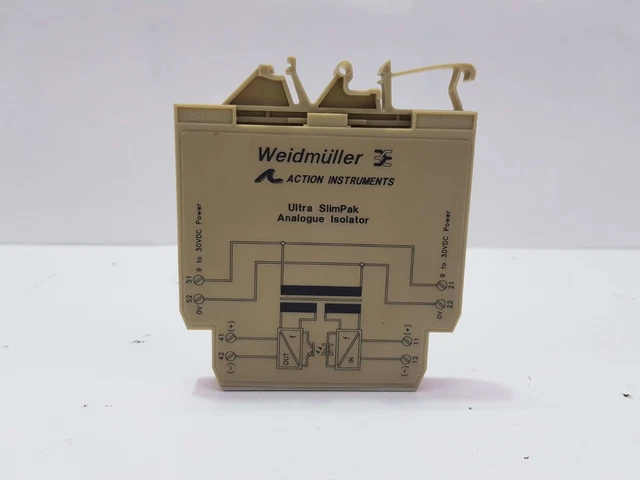 Weidmüller
ACTION INSTRUMENTS
Ultra SlimPak
Analogue Isolator
9 to 30VDC Power
51
52
0V
(+)
41
42
(-)
9 to 30VDC Power
21
22
0V
(+)
11
12
(-)
OUT
IN